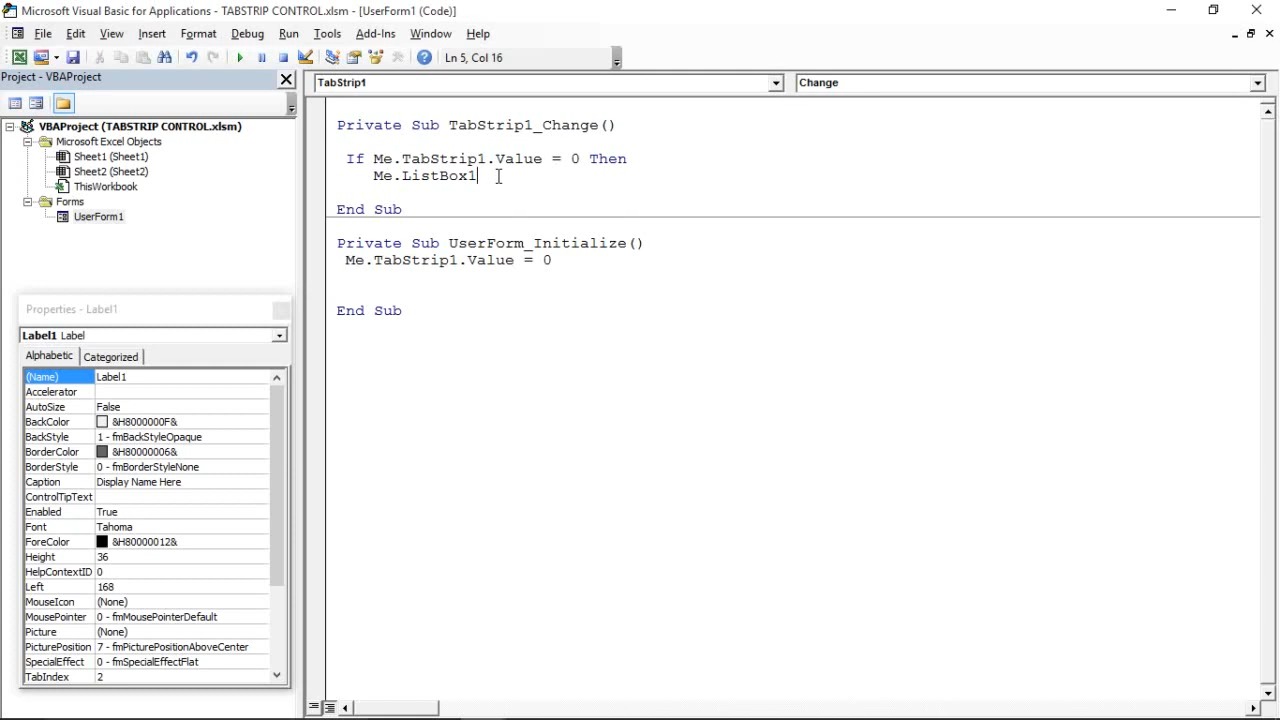 Microsoft Visual Basic for Applications - TABSTRIP CONTROL.xlsm - [UserForm1 (Code)]
File Edit View Insert Format Debug Run Tools Add-Ins Window Help
Ln 5, Col 16
Project - VBAProject
VBAProject (TABSTRIP CONTROL.xlsm)
Microsoft Excel Objects
Sheet1 (Sheet1)
Sheet2 (Sheet2)
ThisWorkbook
Forms
UserForm1
Properties - Label1
Label1 Label
Alphabetic Categorized
(Name) Label1
Accelerator
AutoSize False
BackColor &H8000000F&
BackStyle 1 - fmBackStyleOpaque
BorderColor &H80000006&
BorderStyle 0 - fmBorderStyleNone
Caption Display Name Here
ControlTipText
Enabled True
Font Tahoma
ForeColor &H80000012&
Height 36
HelpContextID 0
Left 168
MouseIcon (None)
MousePointer 0 - fmMousePointerDefault
Picture (None)
PicturePosition 7 - fmPicturePositionAboveCenter
SpecialEffect 0 - fmSpecialEffectFlat
TabIndex 2
TabStrip1 Change
Private Sub TabStrip1_Change()
If Me.TabStrip1.Value = 0 Then
Me.ListBox1
End Sub
Private Sub UserForm_Initialize()
Me.TabStrip1.Value = 0
End Sub